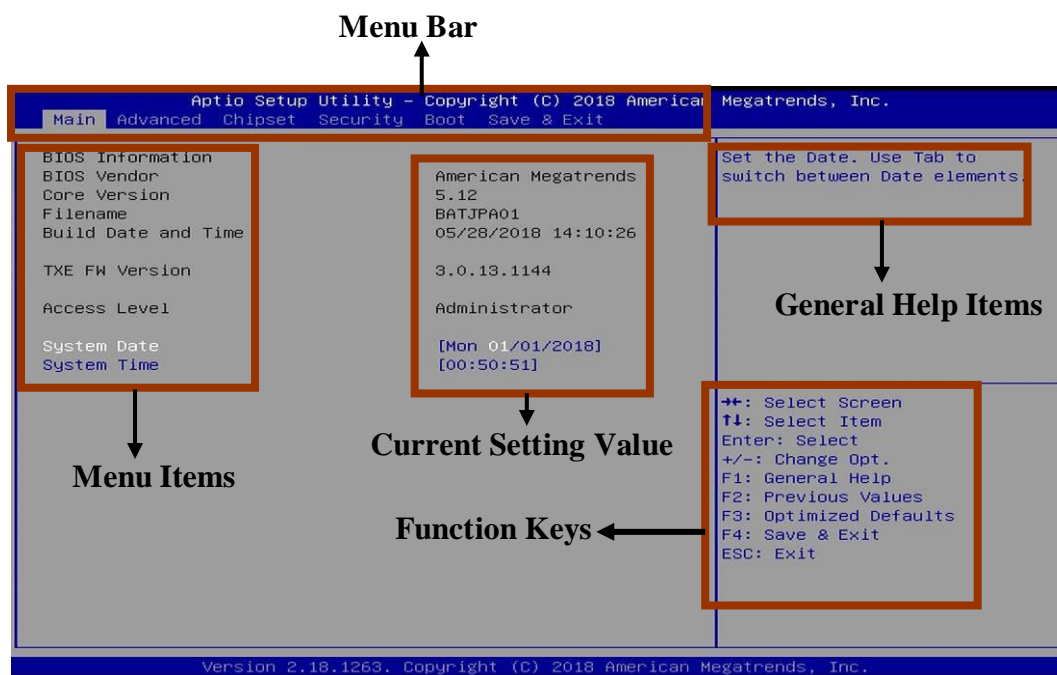 Menu Bar
Aptio Setup Utility – Copyright (C) 2018 American Megatrends, Inc.
Main Advanced Chipset Security Boot Save & Exit
BIOS Information
BIOS Vendor American Megatrends
Core Version 5.12
Filename BATJPA01
Build Date and Time 05/28/2018 14:10:26
TXE FW Version 3.0.13.1144
Access Level Administrator
System Date [Mon 01/01/2018]
System Time [00:50:51]
Set the Date. Use Tab to
switch between Date elements.
General Help Items
Menu Items
Current Setting Value
Function Keys
→←: Select Screen
↑↓: Select Item
Enter: Select
+/-: Change Opt.
F1: General Help
F2: Previous Values
F3: Optimized Defaults
F4: Save & Exit
ESC: Exit
Version 2.18.1263. Copyright (C) 2018 American Megatrends, Inc.